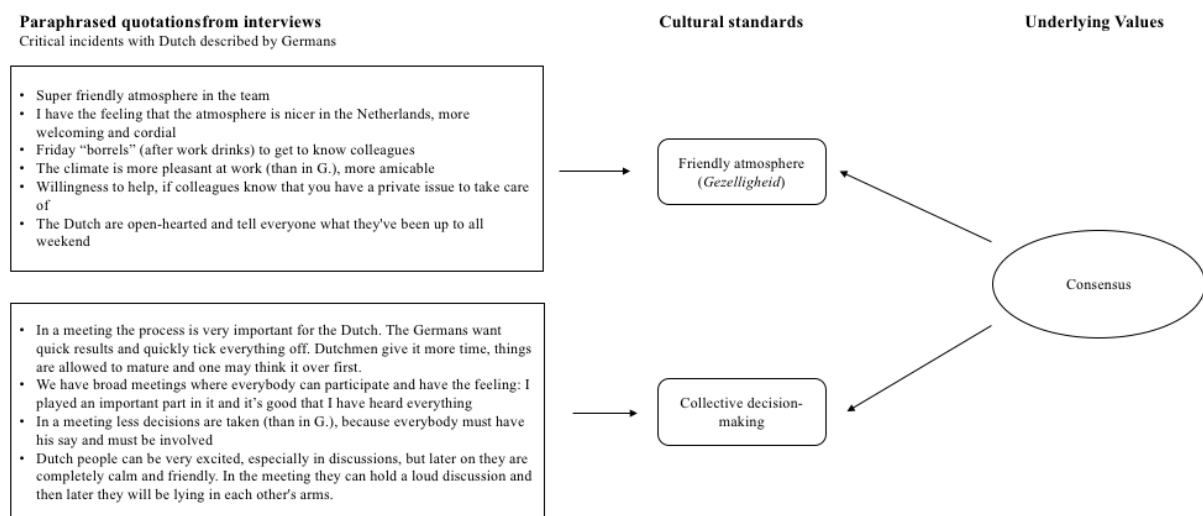 Paraphrased quotationsfrom interviews
Critical incidents with Dutch described by Germans
Cultural standards
Underlying Values
• Super friendly atmosphere in the team
• I have the feeling that the atmosphere is nicer in the Netherlands, more
welcoming and cordial
• Friday “borrels” (after work drinks) to get to know colleagues
• The climate is more pleasant at work (than in G.), more amicable
• Willingness to help, if colleagues know that you have a private issue to take care
of
• The Dutch are open-hearted and tell everyone what they've been up to all
weekend
Friendly atmosphere
(Gezelligheid)
Consensus
• In a meeting the process is very important for the Dutch. The Germans want
quick results and quickly tick everything off. Dutchmen give it more time, things
are allowed to mature and one may think it over first.
• We have broad meetings where everybody can participate and have the feeling: I
played an important part in it and it’s good that I have heard everything
• In a meeting less decisions are taken (than in G.), because everybody must have
his say and must be involved
• Dutch people can be very excited, especially in discussions, but later on they are
completely calm and friendly. In the meeting they can hold a loud discussion and
then later they will be lying in each other's arms.
Collective decision-
making